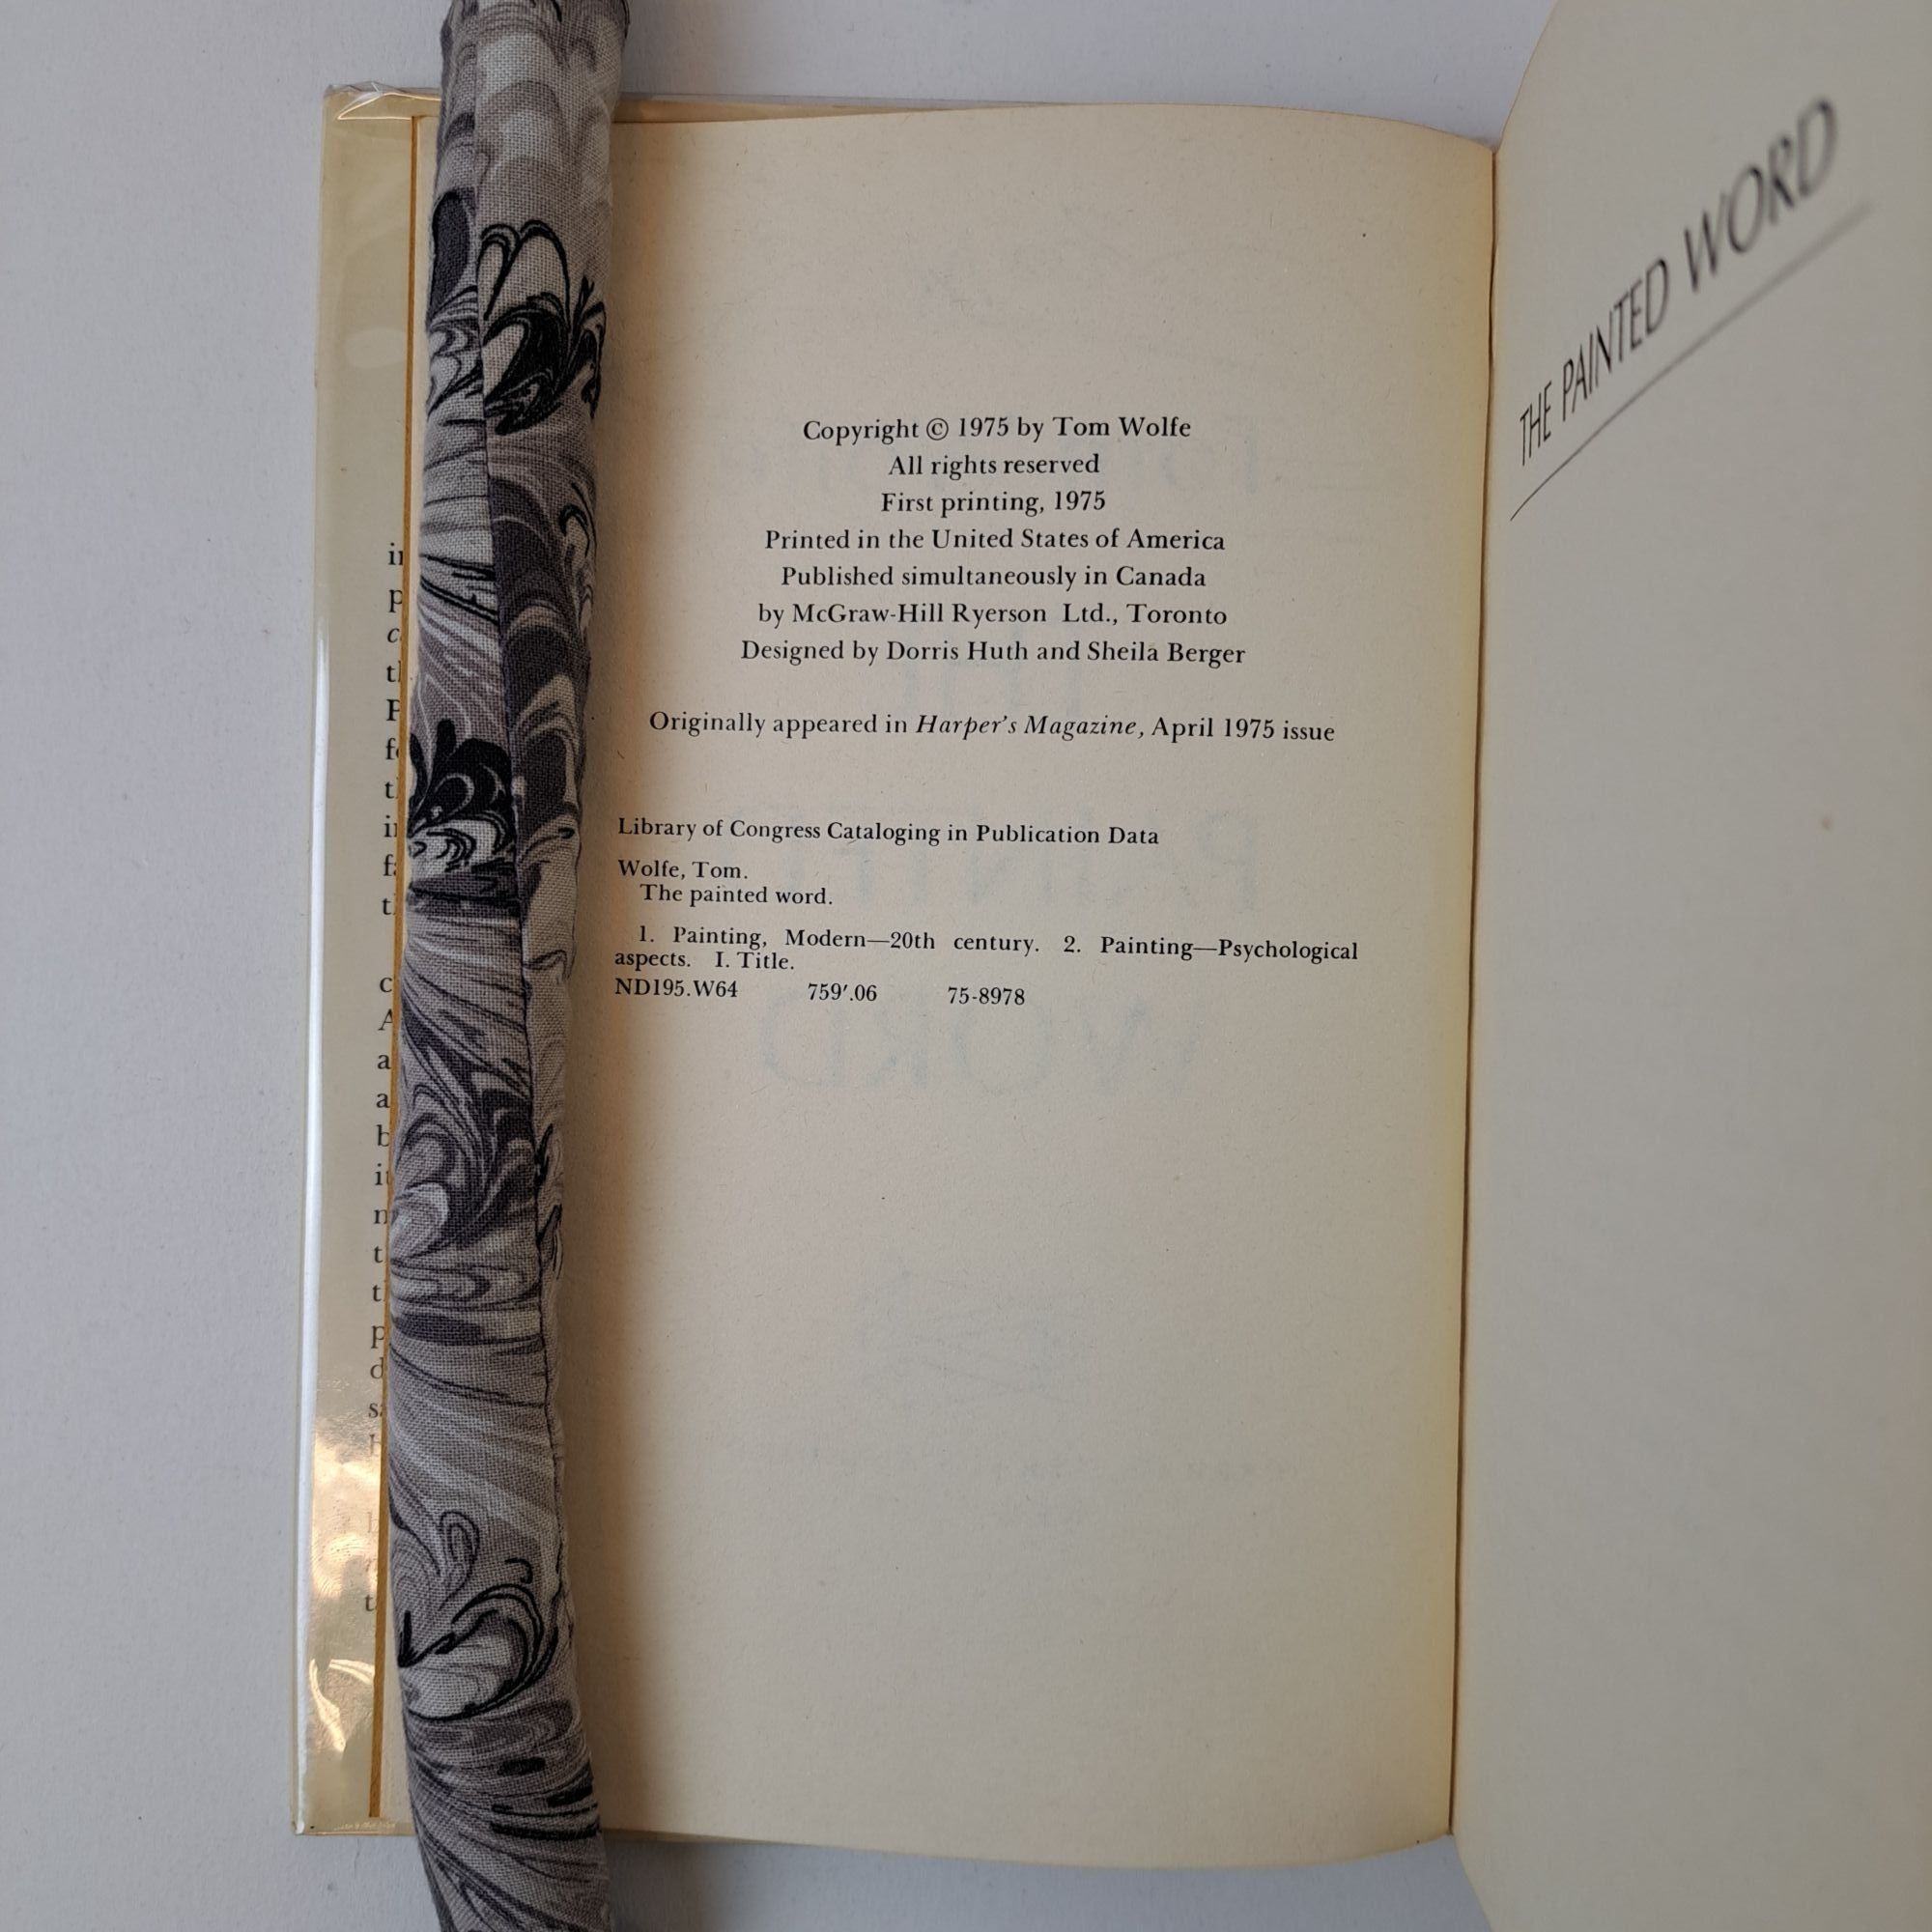 Copyright © 1975 by Tom Wolfe
All rights reserved
First printing, 1975
Printed in the United States of America
Published simultaneously in Canada
by McGraw-Hill Ryerson Ltd., Toronto
Designed by Dorris Huth and Sheila Berger
Originally appeared in Harper's Magazine, April 1975 issue
Library of Congress Cataloging in Publication Data
Wolfe, Tom.
The painted word.
1. Painting, Modern—20th century. 2. Painting—Psychological
aspects. I. Title.
ND195.W64 759′.06 75-8978
THE PAINTED WORD